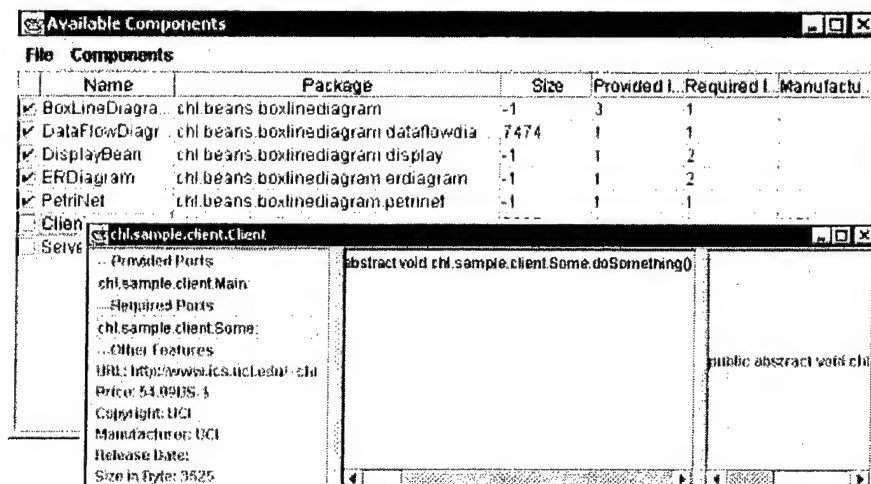 Available Components
File Components
Name Package Size Provided I... Required I... Manufactu...
BoxLineDiagra... chl.beans.boxlinediagram -1 3 1
DataFlowDiagr... chl.beans.boxlinediagram.dataflowdia... 7474 1 1
DisplayBean chl.beans.boxlinediagram.display -1 1 2
ERDiagram chl.beans.boxlinediagram.erdiagram -1 1 2
PetriNet chl.beans.boxlinediagram.petrinet -1 1 1
Clien
Serve
chl.sample.client.Client
...Provided Ports
chl.sample.client.Main:
...Required Ports
chl.sample.client.Some:
...Other Features
URL: http://www.ics.uci.edu/~chl
Price: 54.99US-$
Copyright: UCI
Manufacturer: UCI
Release Date:
Size in Byte: 3525
abstract void chl.sample.client.Some.doSomething()
public abstract void chl